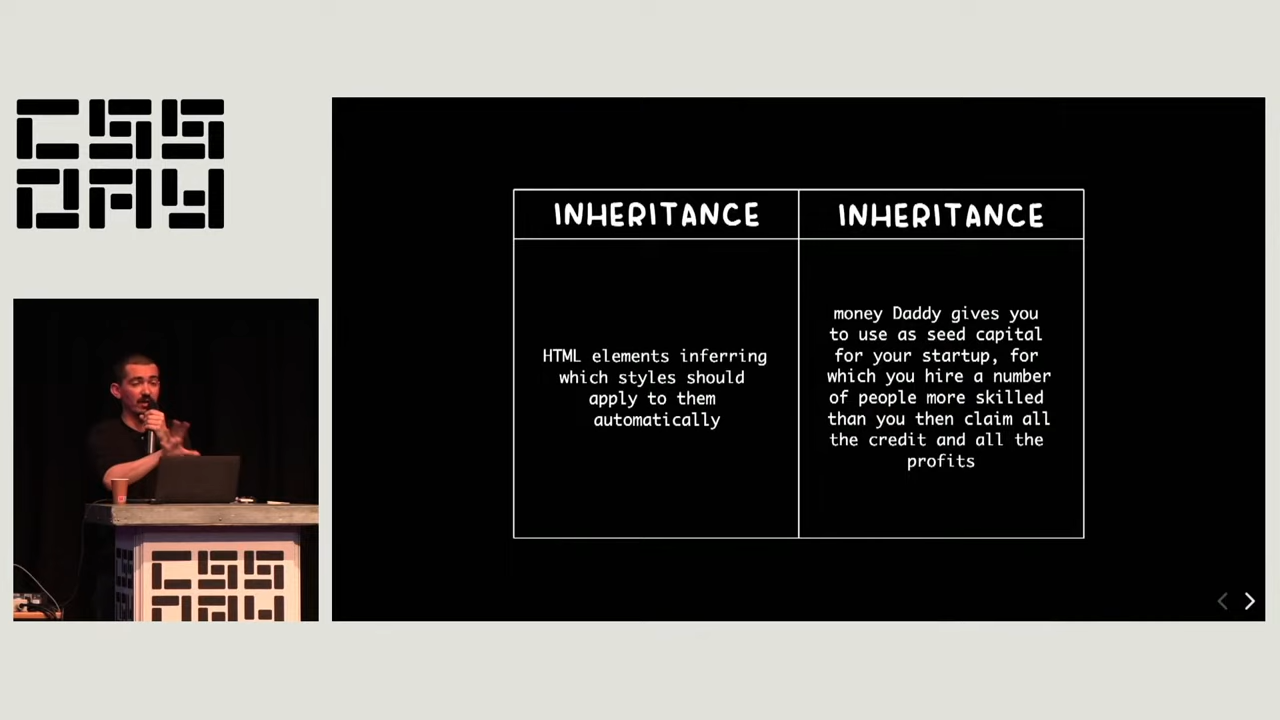 CSS
DAY
INHERITANCE
HTML elements inferring
which styles should
apply to them
automatically
INHERITANCE
money Daddy gives you
to use as seed capital
for your startup, for
which you hire a number
of people more skilled
than you then claim all
the credit and all the
profits
CSS
DAY